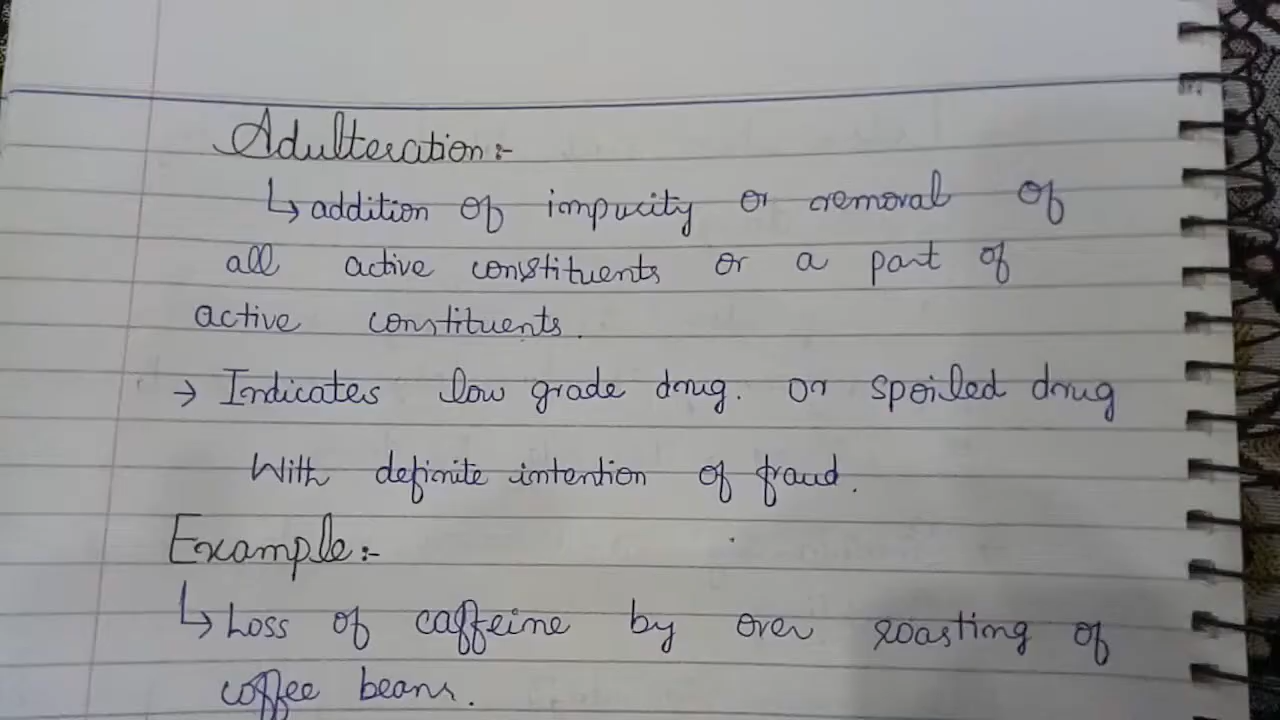 Adulteration:-
↳ addition of impurity or removal of
all active constituents or a part of
active constituents.
→ Indicates low grade drug. or spoiled drug
With definite intention of fraud.
Example:-
↳ Loss of caffeine by over roasting of
coffee beans.